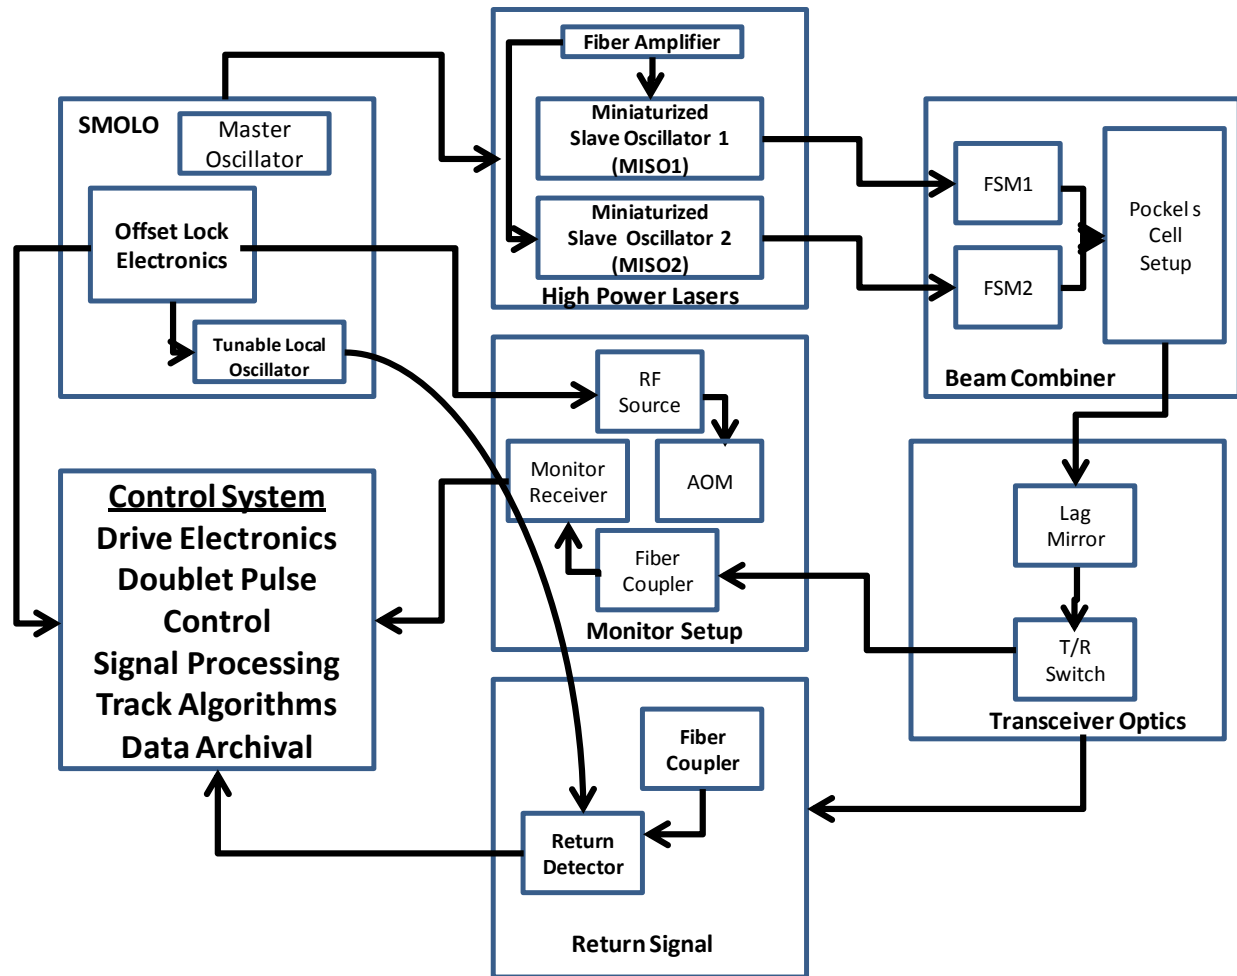 SMOLO
Master
Oscillator
Offset Lock
Electronics
Tunable Local
Oscillator
Fiber Amplifier
Miniaturized
Slave Oscillator 1
(MISO1)
Miniaturized
Slave Oscillator 2
(MISO2)
High Power Lasers
FSM1
FSM2
Pockel s
Cell
Setup
Beam Combiner
RF
Source
Monitor
Receiver
AOM
Fiber
Coupler
Monitor Setup
Lag
Mirror
T/R
Switch
Transceiver Optics
Control System
Drive Electronics
Doublet Pulse
Control
Signal Processing
Track Algorithms
Data Archival
Fiber
Coupler
Return
Detector
Return Signal